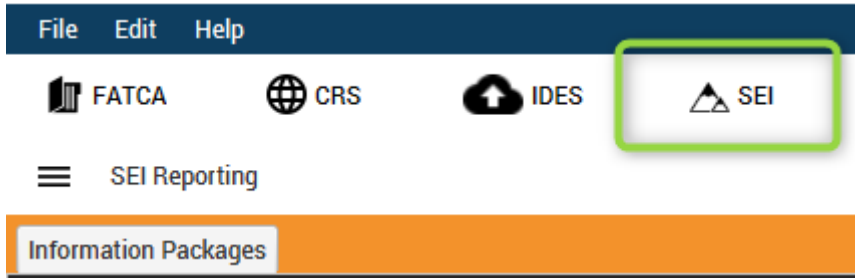 File Edit Help
FATCA CRS IDES SEI
SEI Reporting
Information Packages